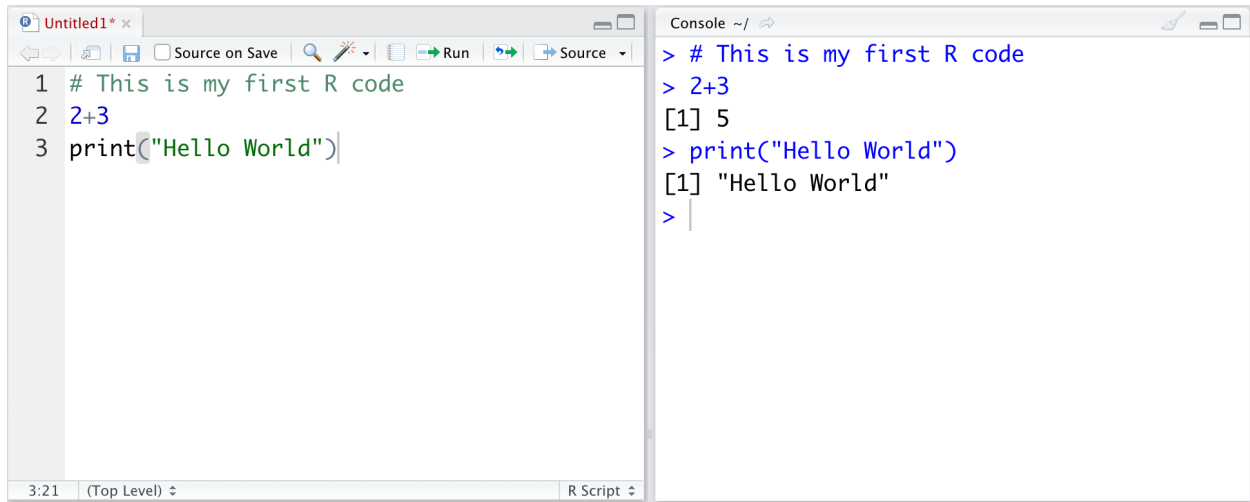 Untitled1*
Source on Save Run Source
1 # This is my first R code
2 2+3
3 print("Hello World")
3:21 (Top Level) R Script
Console ~/
> # This is my first R code
> 2+3
[1] 5
> print("Hello World")
[1] "Hello World"
>